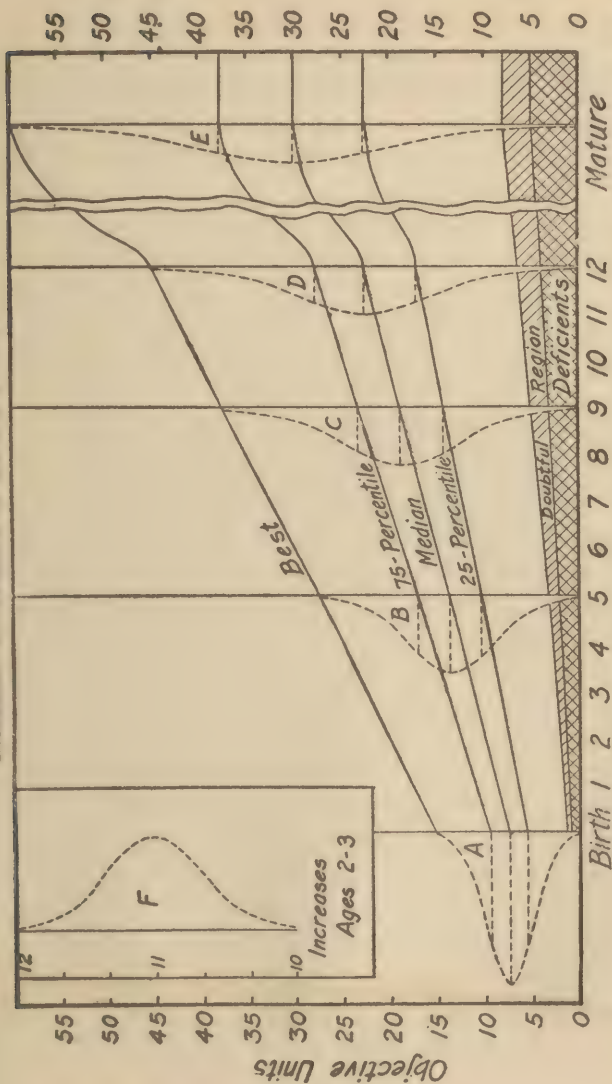 Objective Units
55
50
45
40
35
30
25
20
15
10
5
0
12
11
10
F
Increases
Ages 2-3
Best
75-Percentile
Median
25-Percentile
Doubtful Region
Deficients
A
B
C
D
E
55
50
45
40
35
30
25
20
15
10
5
0
Birth 1 2 3 4 5 6 7 8 9 10 11 12 Mature